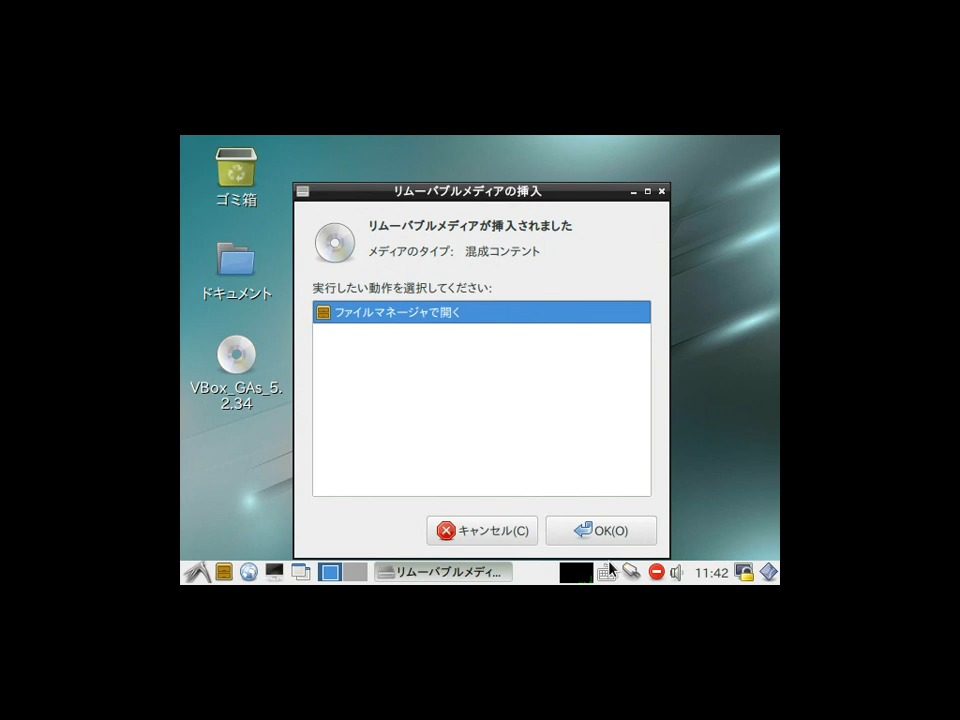 ゴミ箱
ドキュメント
VBox_GAs_5.
2.34
リムーバブルメディアの挿入
リムーバブルメディアが挿入されました
メディアのタイプ: 混成コンテント
実行したい動作を選択してください:
ファイルマネージャで開く
キャンセル(C)
OK(O)
リムーバブルメディ...
11:42